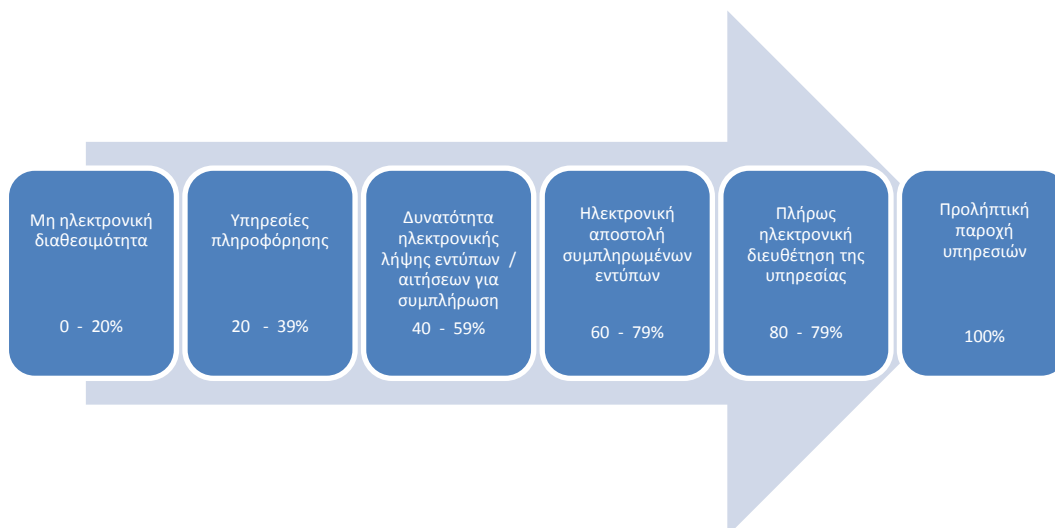 Μη ηλεκτρονική
διαθεσιμότητα
0 - 20%
Υπηρεσίες
πληροφόρησης
20 - 39%
Δυνατότητα
ηλεκτρονικής
λήψης εντύπων /
αιτήσεων για
συμπλήρωση
40 - 59%
Ηλεκτρονική
αποστολή
συμπληρωμένων
εντύπων
60 - 79%
Πλήρως
ηλεκτρονική
διευθέτηση της
υπηρεσίας
80 - 79%
Προλήπτική
παροχή
υπηρεσιών
100%